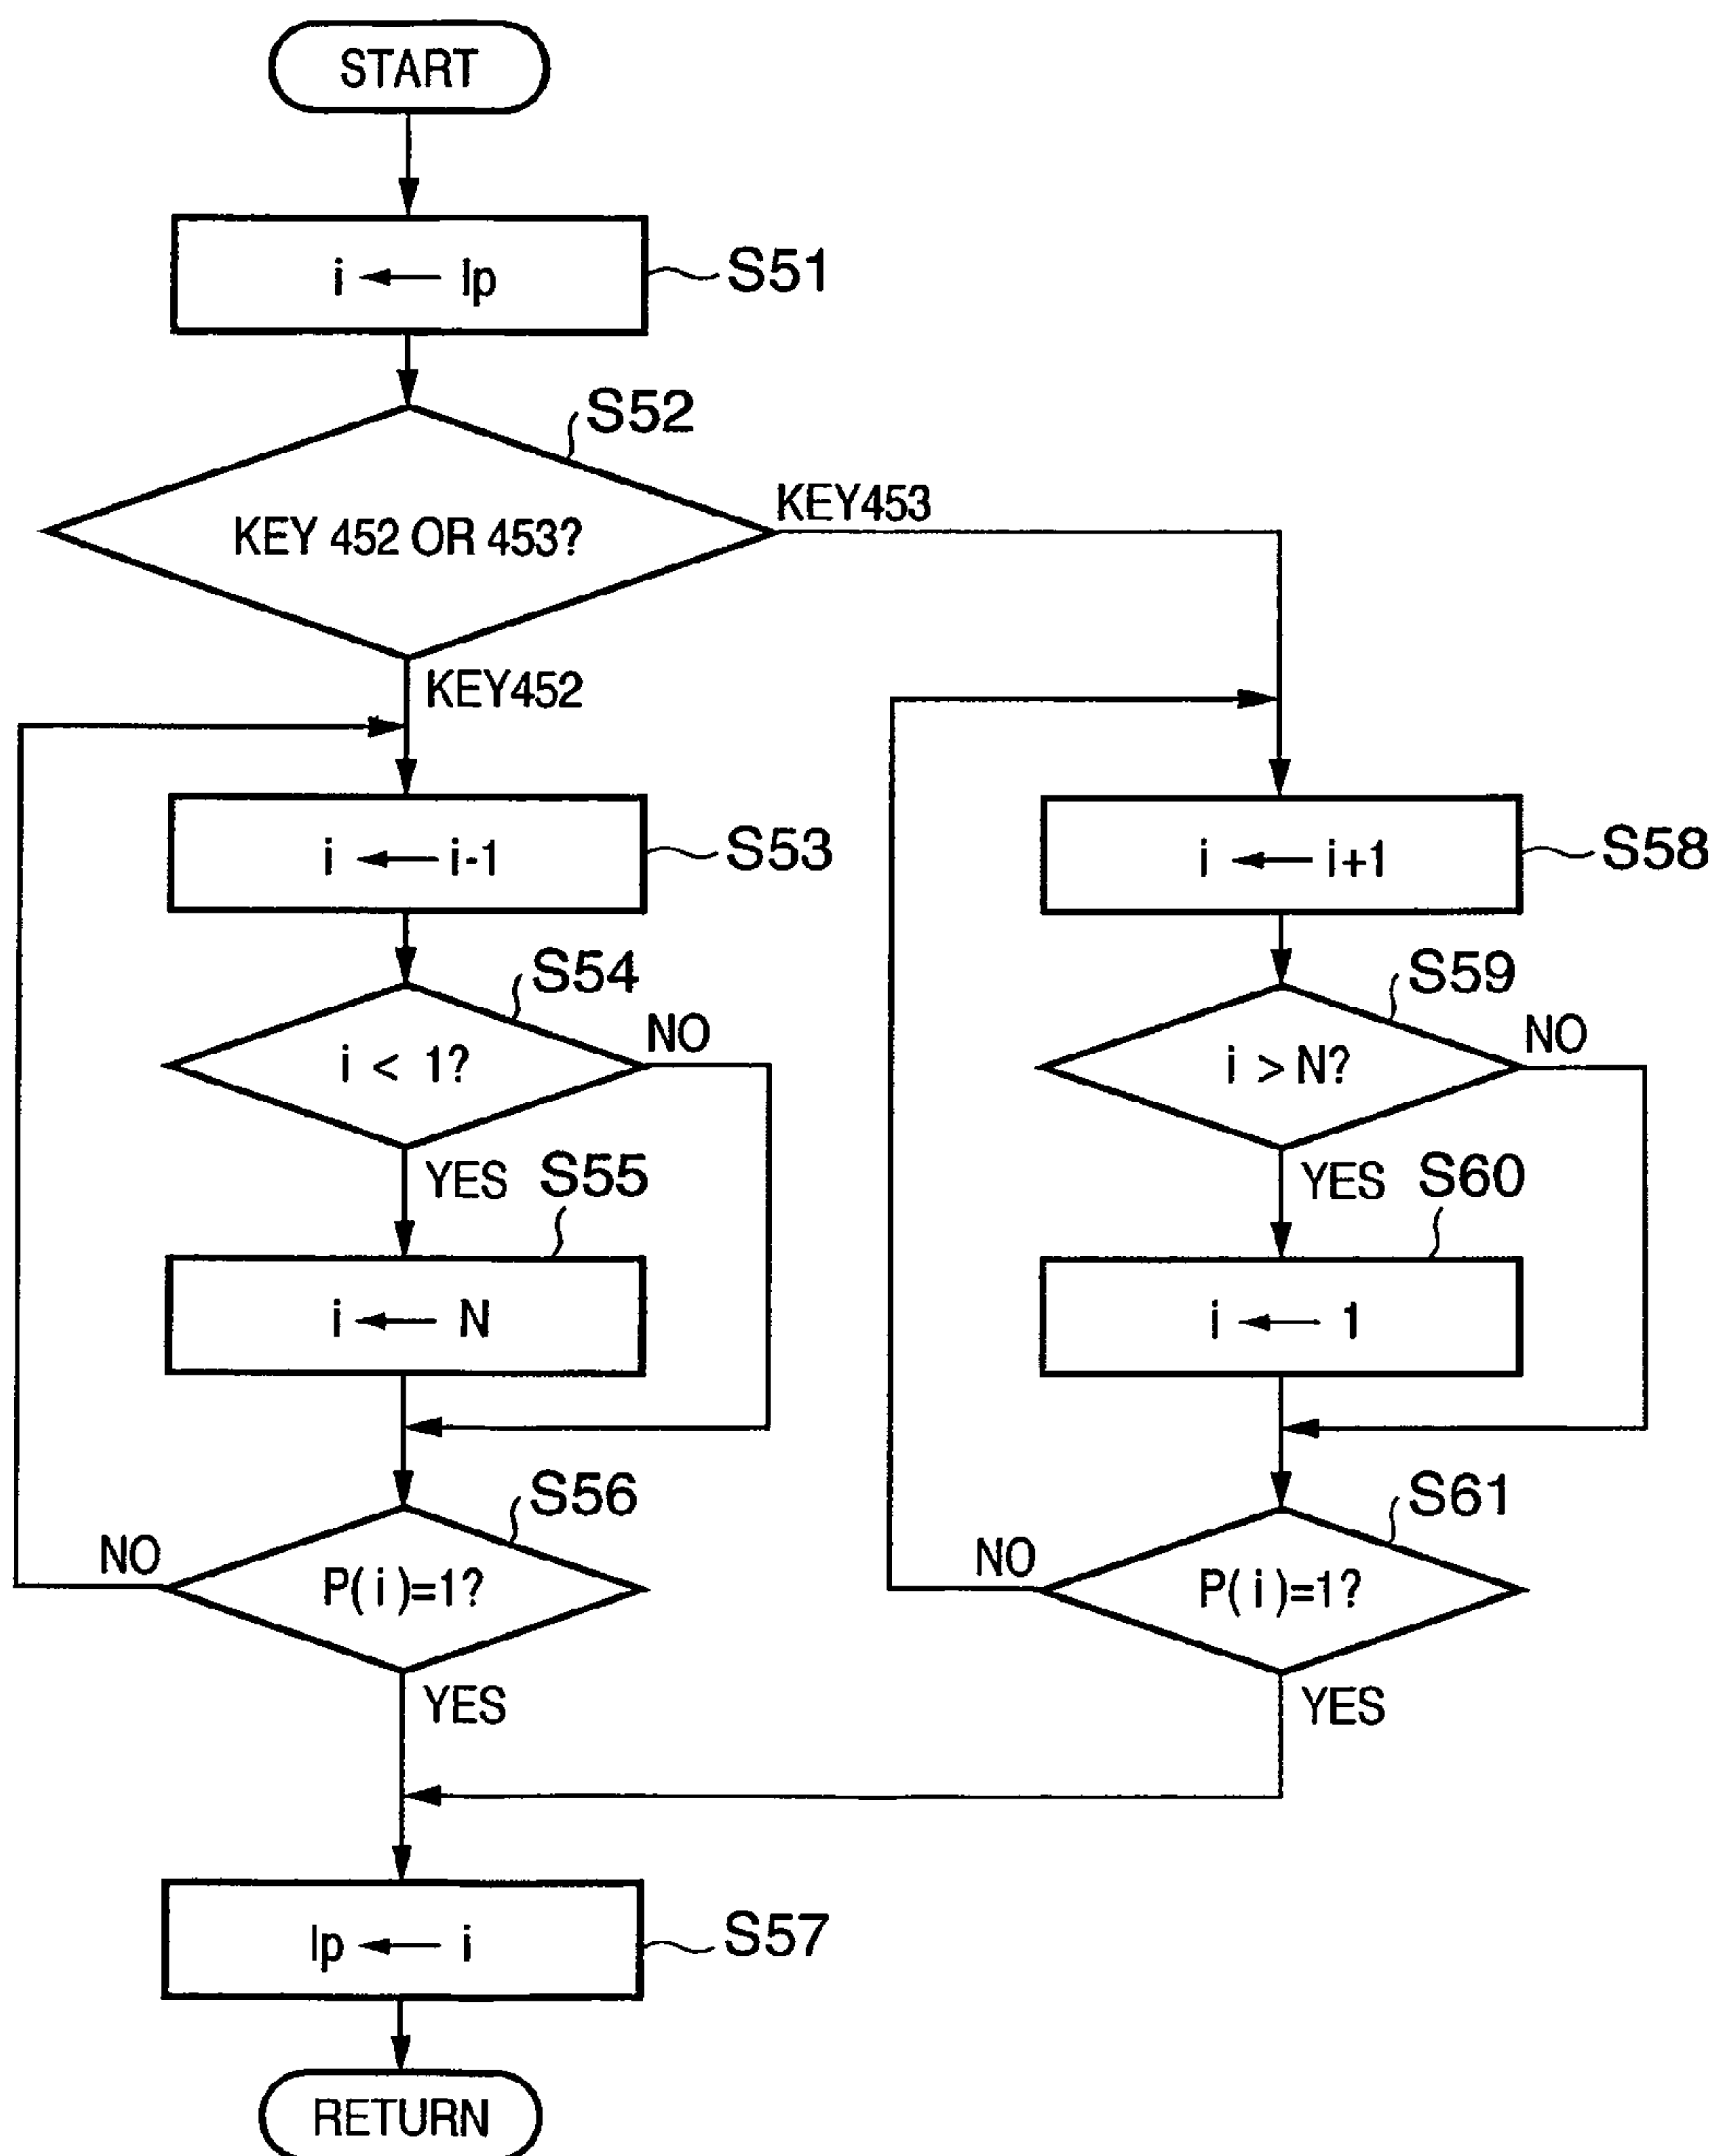 START
i ← Ip
S51
S52
KEY 452 OR 453?
KEY453
KEY452
i ← i-1
S53
S54
i < 1?
NO
YES
S55
i ← N
S56
NO
P( i )=1?
YES
i ← i+1
S58
S59
i > N?
NO
YES
S60
i ← 1
S61
NO
P( i )=1?
YES
Ip ← i
S57
RETURN